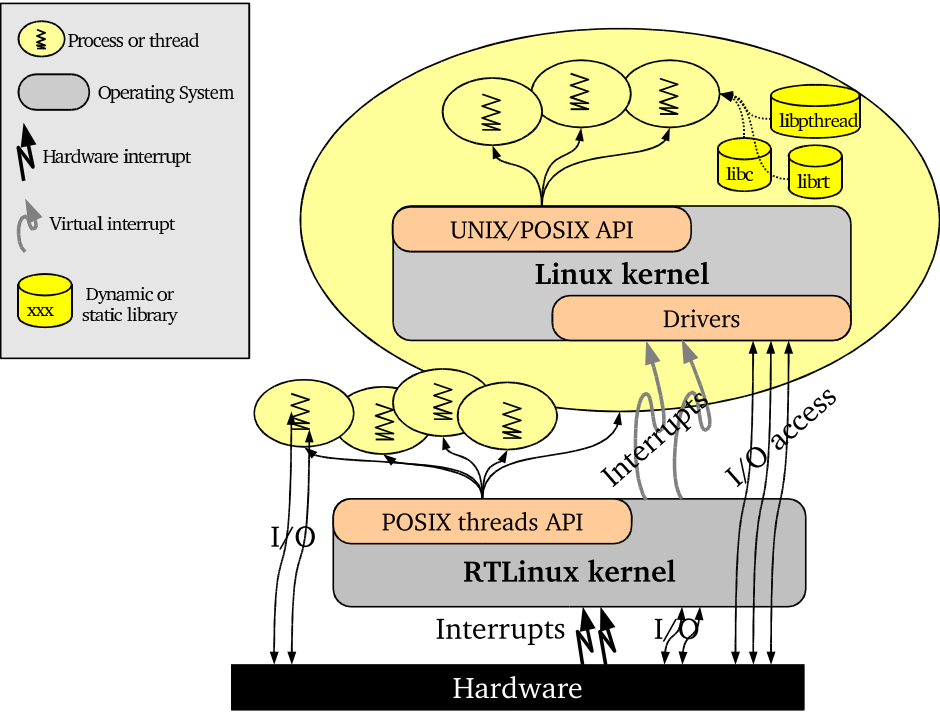 Process or thread
Operating System
Hardware interrupt
Virtual interrupt
xxx
Dynamic or
static library
libpthread
libc
librt
UNIX/POSIX API
Linux kernel
Drivers
Interrupts
I/O access
POSIX threads API
I/O
RTLinux kernel
Interrupts
I/O
Hardware